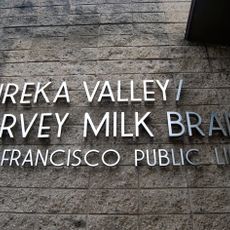 UREKA VALLEY/
RVEY MILK BRA
FRANCISCO PUBLIC LI